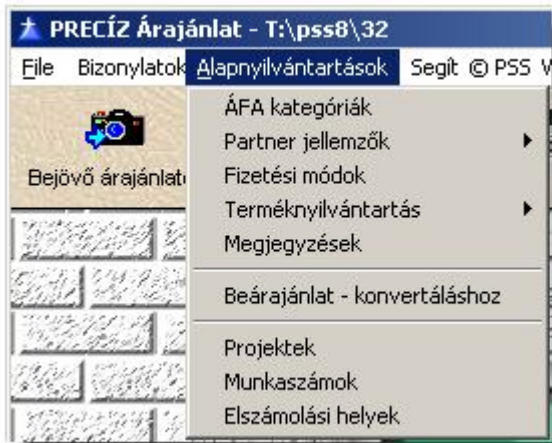 PRECÍZ Árajánlat - T:\pss8\32
File Bizonylatok Alapnyilvántartások Segít © PSS
ÁFA kategóriák
Partner jellemzők
Bejövő
Fizetési módok
Terméknyilvántartás
Megjegyzések
Beárajánlat - konvertáláshoz
Projektek
Munkaszámok
Elszámolási helyek